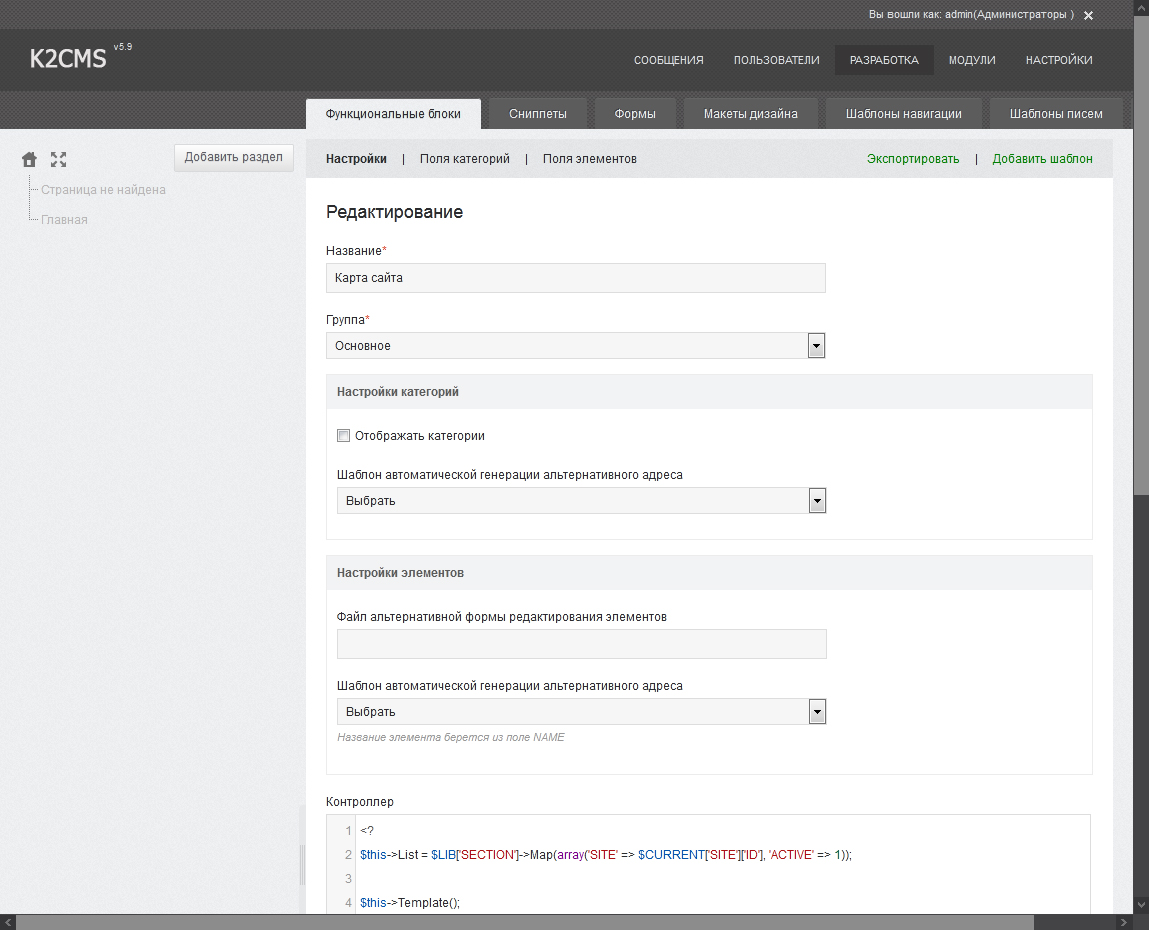 Вы вошли как: admin(Администраторы )
K2CMS v5.9
СООБЩЕНИЯ ПОЛЬЗОВАТЕЛИ РАЗРАБОТКА МОДУЛИ НАСТРОЙКИ
Функциональные блоки Сниппеты Формы Макеты дизайна Шаблоны навигации Шаблоны писем
Добавить раздел
Страница не найдена
Главная
Настройки | Поля категорий | Поля элементов Экспортировать | Добавить шаблон
Редактирование
Название*
Карта сайта
Группа*
Основное
Настройки категорий
Отображать категории
Шаблон автоматической генерации альтернативного адреса
Выбрать
Настройки элементов
Файл альтернативной формы редактирования элементов
Шаблон автоматической генерации альтернативного адреса
Выбрать
Название элемента берется из поле NAME
Контроллер
1 <?
2 $this->List = $LIB['SECTION']->Map(array('SITE' => $CURRENT['SITE']['ID'], 'ACTIVE' => 1));
3
4 $this->Template();